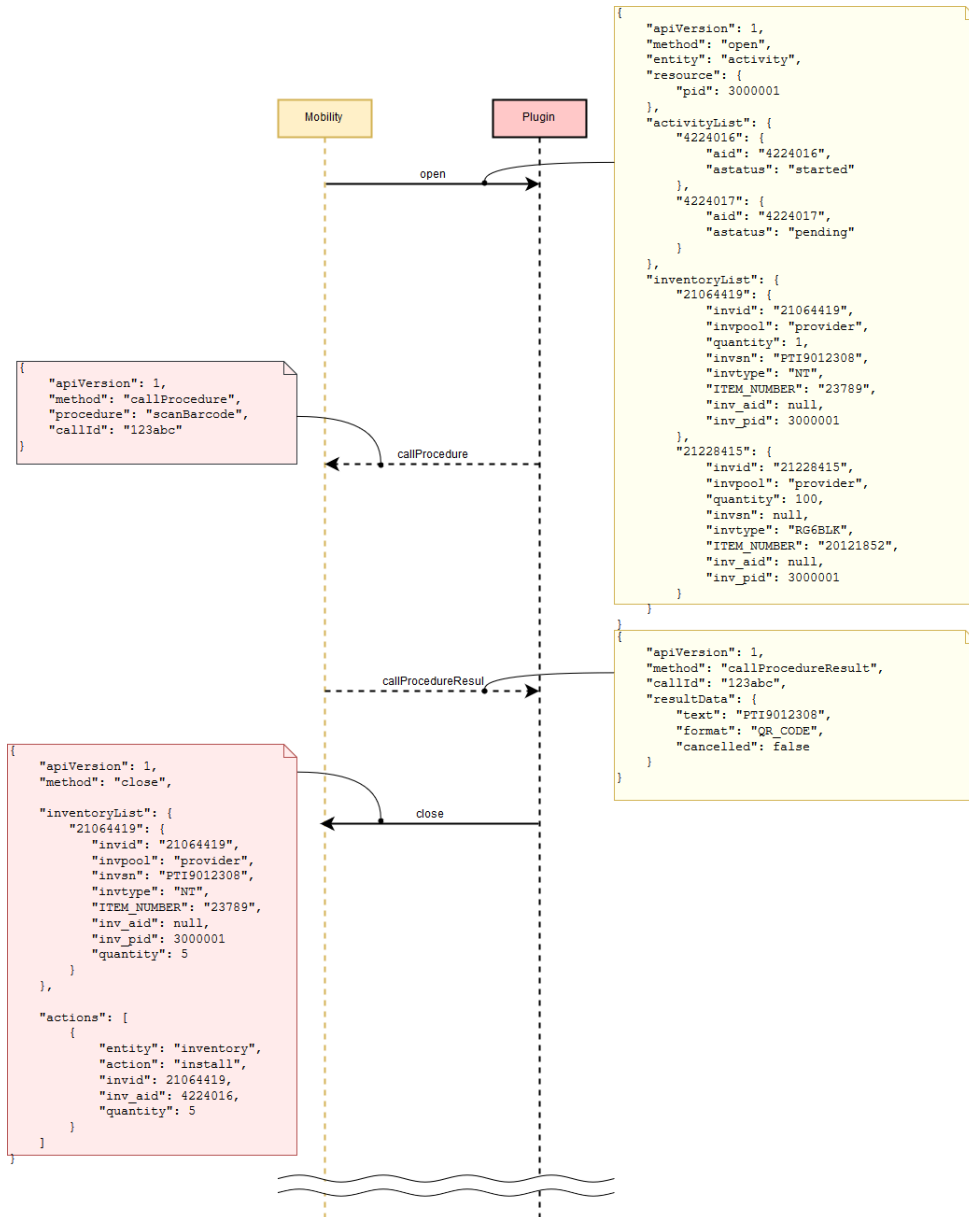 Mobility
Plugin
open
{
    "apiVersion": 1,
    "method": "open",
    "entity": "activity",
    "resource": {
        "pid": 3000001
    },
    "activityList": {
        "4224016": {
            "aid": "4224016",
            "astatus": "started"
        },
        "4224017": {
            "aid": "4224017",
            "astatus": "pending"
        }
    },
    "inventoryList": {
        "21064419": {
            "invid": "21064419",
            "invpool": "provider",
            "quantity": 1,
            "invsn": "PTI9012308",
            "invtype": "NT",
            "ITEM_NUMBER": "23789",
            "inv_aid": null,
            "inv_pid": 3000001
        },
        "21228415": {
            "invid": "21228415",
            "invpool": "provider",
            "quantity": 100,
            "invsn": null,
            "invtype": "RG6BLK",
            "ITEM_NUMBER": "20121852",
            "inv_aid": null,
            "inv_pid": 3000001
        }
    }
}
{
    "apiVersion": 1,
    "method": "callProcedure",
    "procedure": "scanBarcode",
    "callId": "123abc"
}
callProcedure
callProcedureResul
{
    "apiVersion": 1,
    "method": "callProcedureResult",
    "callId": "123abc",
    "resultData": {
        "text": "PTI9012308",
        "format": "QR_CODE",
        "cancelled": false
    }
}
close
{
    "apiVersion": 1,
    "method": "close",
    "inventoryList": {
        "21064419": {
            "invid": "21064419",
            "invpool": "provider",
            "invsn": "PTI9012308",
            "invtype": "NT",
            "ITEM_NUMBER": "23789",
            "inv_aid": null,
            "inv_pid": 3000001
            "quantity": 5
        }
    },
    "actions": [
        {
            "entity": "inventory",
            "action": "install",
            "invid": 21064419,
            "inv_aid": 4224016,
            "quantity": 5
        }
    ]
}